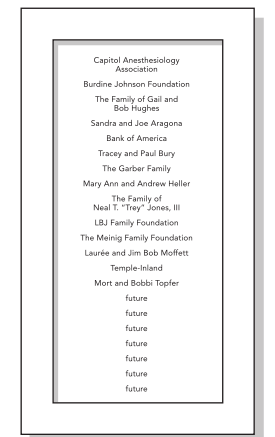 Capitol Anesthesiology
Association
Burdine Johnson Foundation
The Family of Gail and
Bob Hughes
Sandra and Joe Aragona
Bank of America
Tracey and Paul Bury
The Garber Family
Mary Ann and Andrew Heller
The Family of
Neal T. “Trey” Jones, III
LBJ Family Foundation
The Meinig Family Foundation
Laurée and Jim Bob Moffett
Temple-Inland
Mort and Bobbi Topfer
future
future
future
future
future
future
future